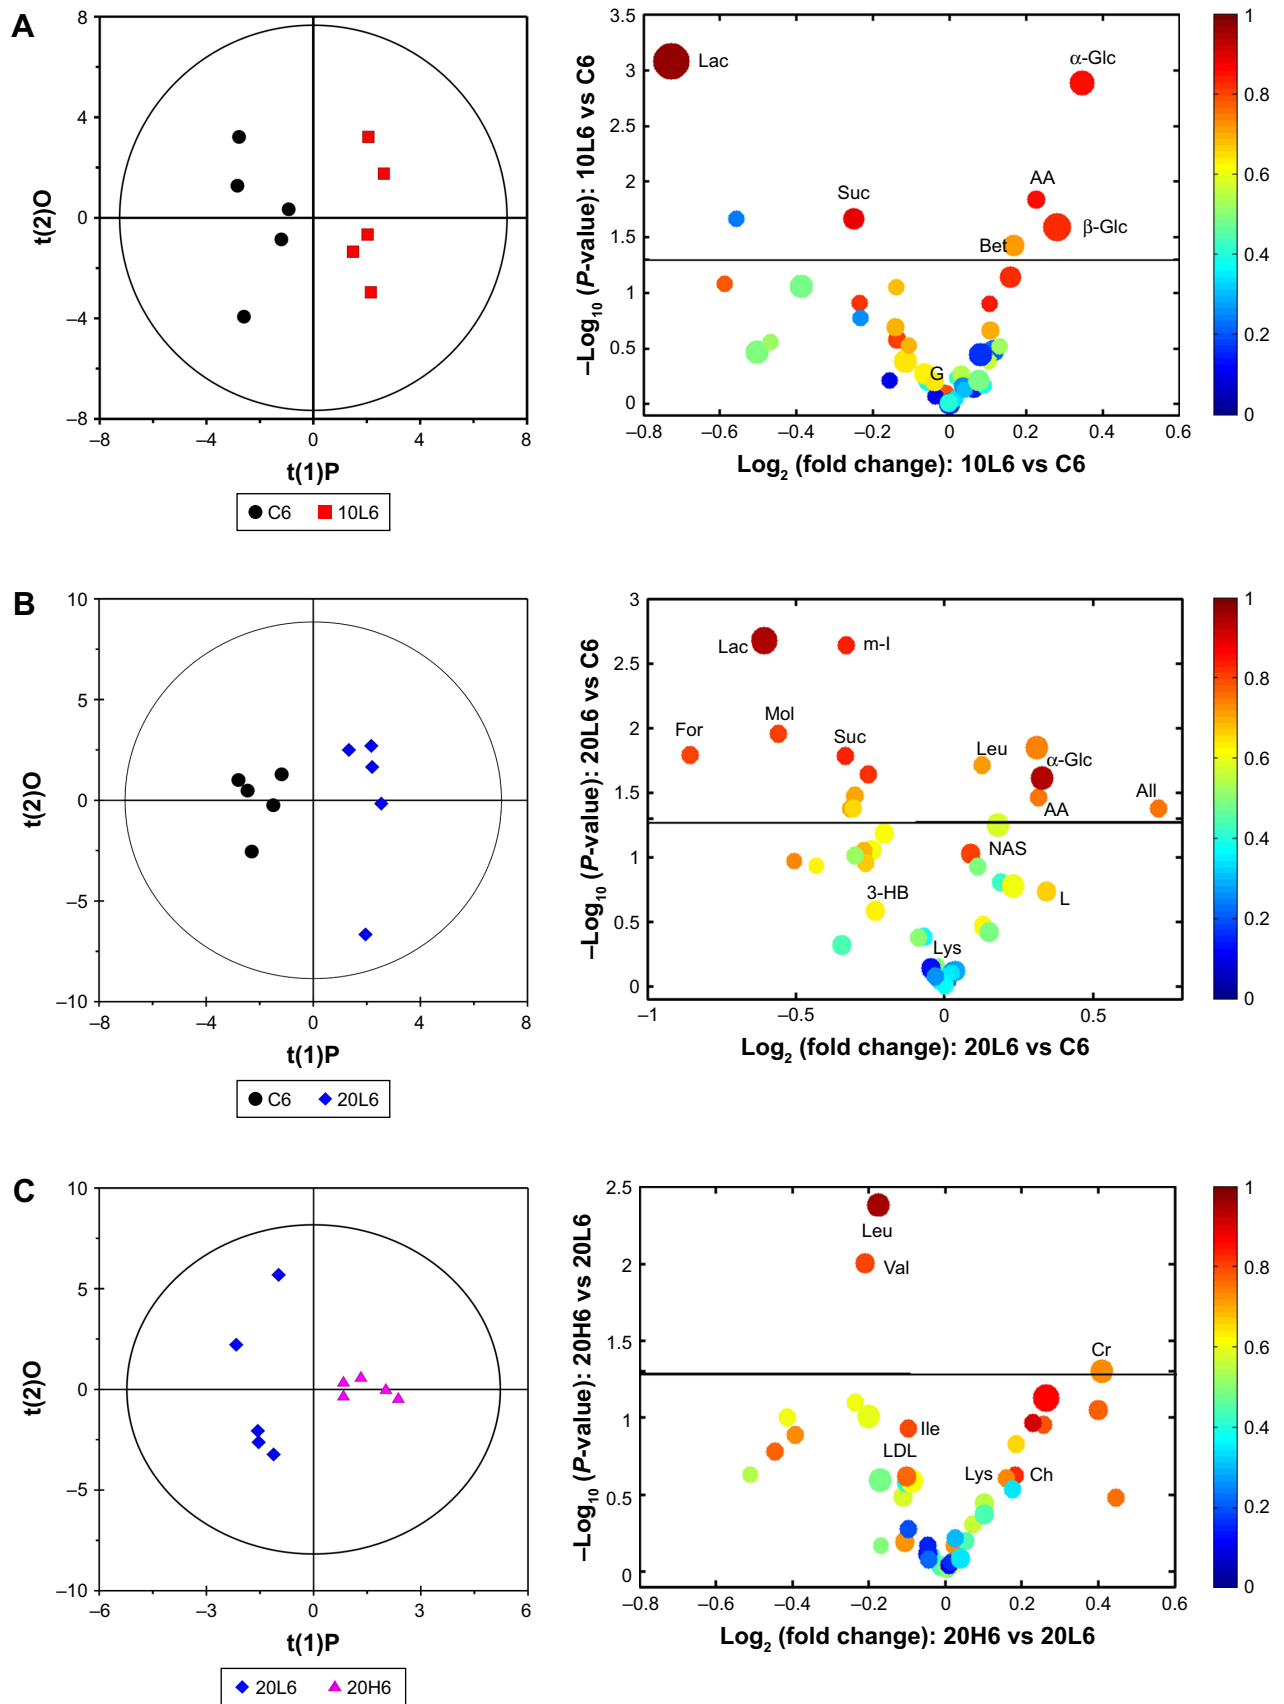 A
t(2)O
8
4
0
–4
–8
–8
–4
0
4
8
t(1)P
C6
10L6
–Log10 (P-value): 10L6 vs C6
3.5
3
2.5
2
1.5
1
0.5
0
Lac
α-Glc
AA
Suc
β-Glc
Bet
G
–0.8
–0.6
–0.4
–0.2
0
0.2
0.4
0.6
Log2 (fold change): 10L6 vs C6
1
0.8
0.6
0.4
0.2
0
B
t(2)O
10
5
0
–5
–10
–8
–4
0
4
8
t(1)P
C6
20L6
–Log10 (P-value): 20L6 vs C6
3
2.5
2
1.5
1
0.5
0
Lac
m-I
For
Mol
Suc
Leu
α-Glc
AA
All
NAS
3-HB
L
Lys
–1
–0.5
0
0.5
Log2 (fold change): 20L6 vs C6
1
0.8
0.6
0.4
0.2
0
C
t(2)O
10
5
0
–5
–10
–6
–3
0
3
6
t(1)P
20L6
20H6
–Log10 (P-value): 20H6 vs 20L6
2.5
2
1.5
1
0.5
0
Leu
Val
Cr
Ile
LDL
Lys
Ch
–0.8
–0.6
–0.4
–0.2
0
0.2
0.4
0.6
Log2 (fold change): 20H6 vs 20L6
1
0.8
0.6
0.4
0.2
0